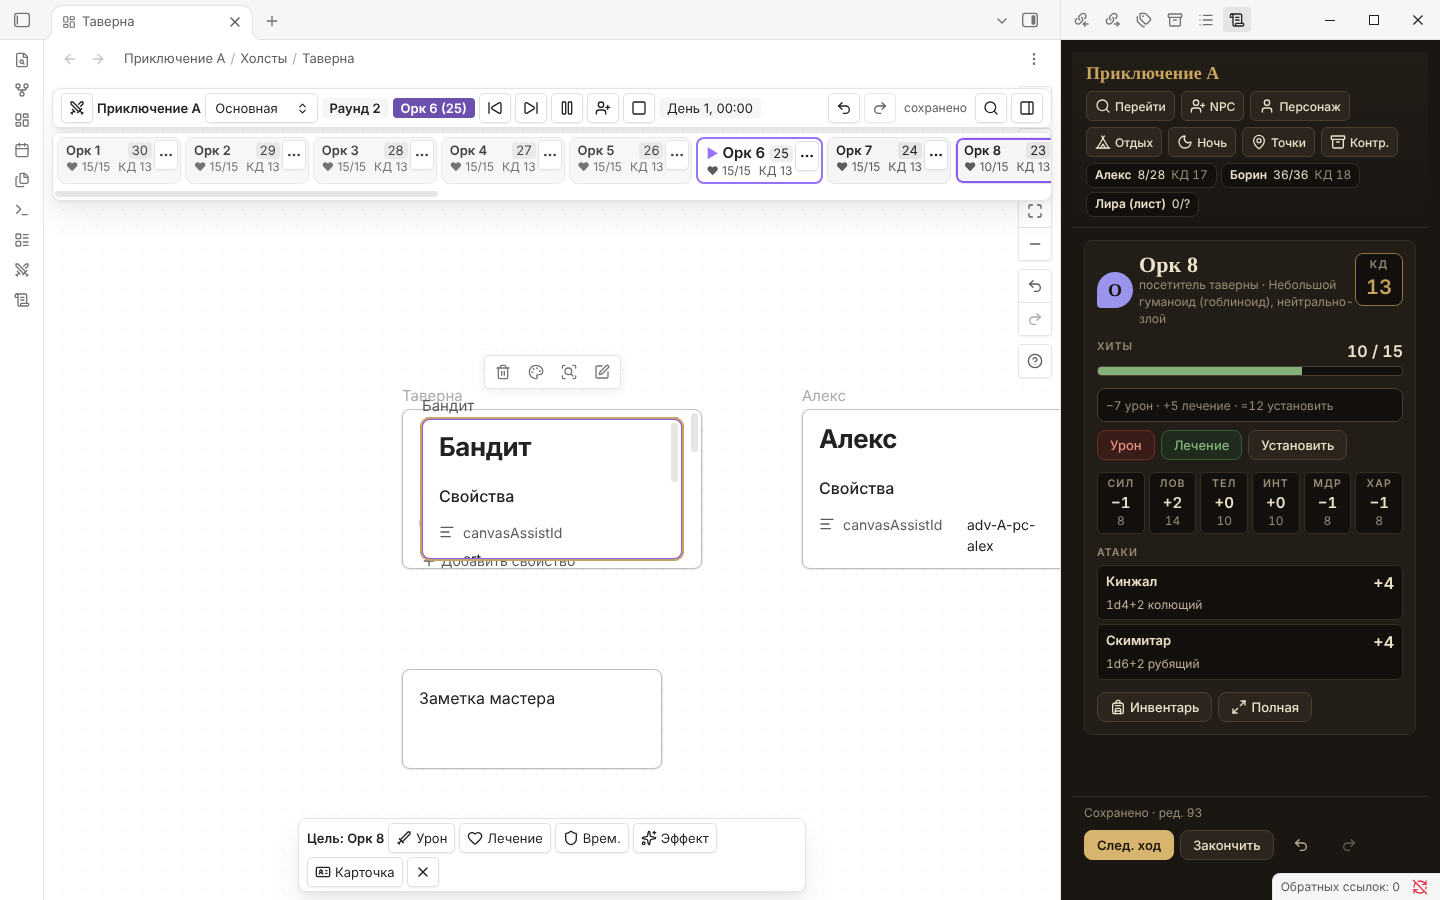 Таверна
Приключение A / Холсты / Таверна
Приключение A
Основная
Раунд 2
Орк 6 (25)
День 1, 00:00
сохранено
Орк 1 30
15/15 КД 13
Орк 2 29
15/15 КД 13
Орк 3 28
15/15 КД 13
Орк 4 27
15/15 КД 13
Орк 5 26
15/15 КД 13
Орк 6 25
15/15 КД 13
Орк 7 24
15/15 КД 13
Орк 8 23
10/15 КД 13
Таверна
Бандит
Бандит
Свойства
canvasAssistId
Добавить свойство
Алекс
Алекс
Свойства
canvasAssistId
adv-A-pc-
alex
Заметка мастера
Цель: Орк 8
Урон
Лечение
Врем.
Эффект
Карточка
Приключение A
Перейти
NPC
Персонаж
Отдых
Ночь
Точки
Контр.
Алекс 8/28 КД 17
Борин 36/36 КД 18
Лира (лист) 0/?
О
Орк 8
посетитель таверны · Небольшой
гуманоид (гоблиноид), нейтрально-
злой
КД
13
ХИТЫ
10 / 15
−7 урон · +5 лечение · =12 установить
Урон
Лечение
Установить
СИЛ ЛОВ ТЕЛ ИНТ МДР ХАР
−1 +2 +0 +0 −1 −1
8 14 10 10 8 8
АТАКИ
Кинжал +4
1d4+2 колющий
Скимитар +4
1d6+2 рубящий
Инвентарь
Полная
Сохранено · ред. 93
След. ход
Закончить
Обратных ссылок: 0